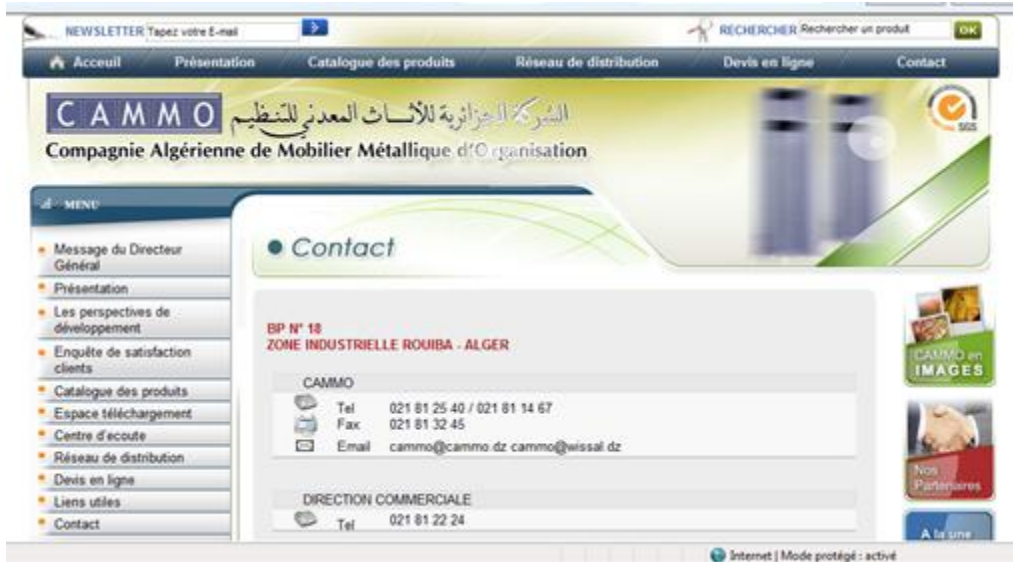 NEWSLETTER Tapez votre E-mail
RECHERCHER Rechercher un produit OK
Acceuil Présentation Catalogue des produits Réseau de distribution Devis en ligne Contact
CAMMO الشركة الجزائرية للأثاث المعدني للتنظيم
Compagnie Algérienne de Mobilier Métallique d'Organisation
SGS
MENU
Message du Directeur
Général
Présentation
Les perspectives de
développement
Enquête de satisfaction
clients
Catalogue des produits
Espace téléchargement
Centre d'ecoute
Réseau de distribution
Devis en ligne
Liens utiles
Contact
Contact
BP N° 18
ZONE INDUSTRIELLE ROUIBA - ALGER
CAMMO
Tel 021 81 25 40 / 021 81 14 67
Fax 021 81 32 45
Email cammo@cammo.dz cammo@wissal.dz
DIRECTION COMMERCIALE
Tel 021 81 22 24
CAMMO en
IMAGES
Nos
Partenaires
A la une
Internet | Mode protégé : activé